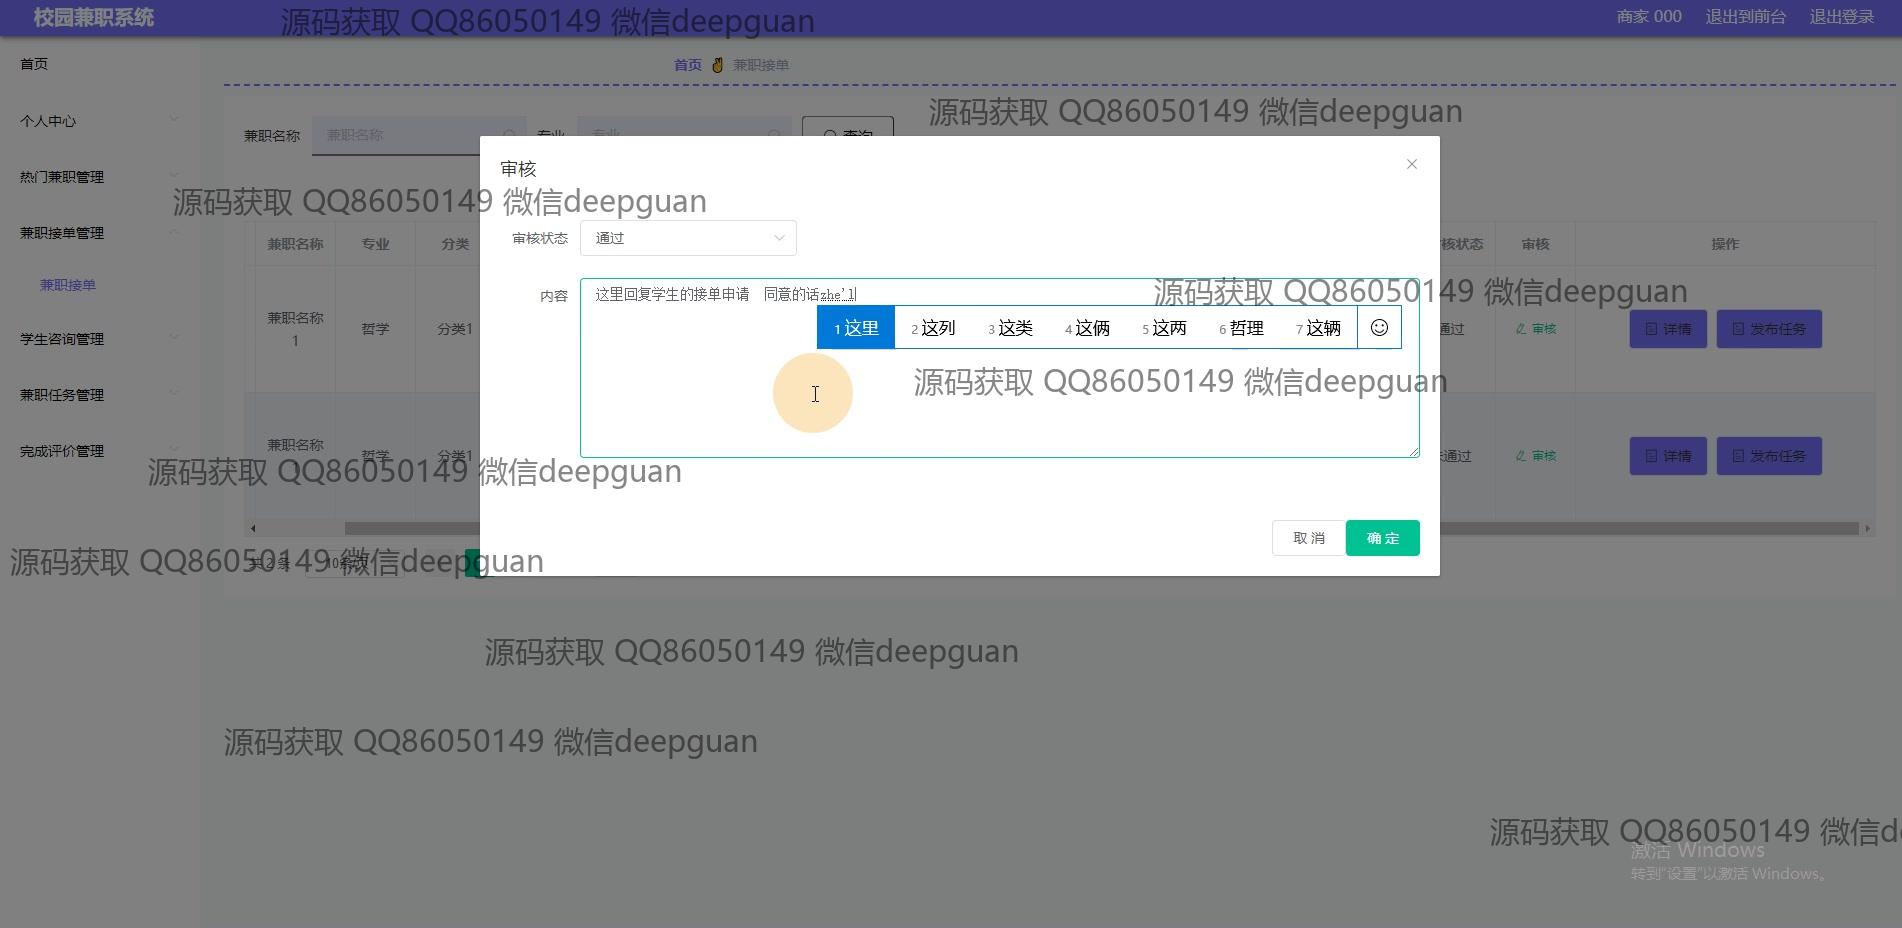 校园兼职系统
源码获取 QQ86050149 微信deepguan
商家 000
退出到前台
退出登录
首页
首页
兼职接单
源码获取 QQ86050149 微信deepguan
个人中心
兼职名称
兼职名称
专业
专业
查询
审核
热门兼职管理
源码获取 QQ86050149 微信deepguan
兼职接单管理
审核状态
通过
兼职名称
专业
分类
核状态
审核
操作
兼职接单
内容
这里回复学生的接单申请 同意的话zhe'l
源码获取 QQ86050149 微信deepguan
兼职名称
1
哲学
分类1
1 这里
2 这列
3 这类
4 这俩
5 这两
6 哲理
7 这辆
通过
审核
详情
发布任务
学生咨询管理
源码获取 QQ86050149 微信deepguan
兼职任务管理
完成评价管理
兼职名称
哲学
分类1
通过
审核
详情
发布任务
源码获取 QQ86050149 微信deepguan
取消
确定
共 2 条
10条/页
源码获取 QQ86050149 微信deepguan
源码获取 QQ86050149 微信deepguan
源码获取 QQ86050149 微信deepguan
源码获取 QQ86050149 微信de
激活 Windows
转到"设置"以激活 Windows。